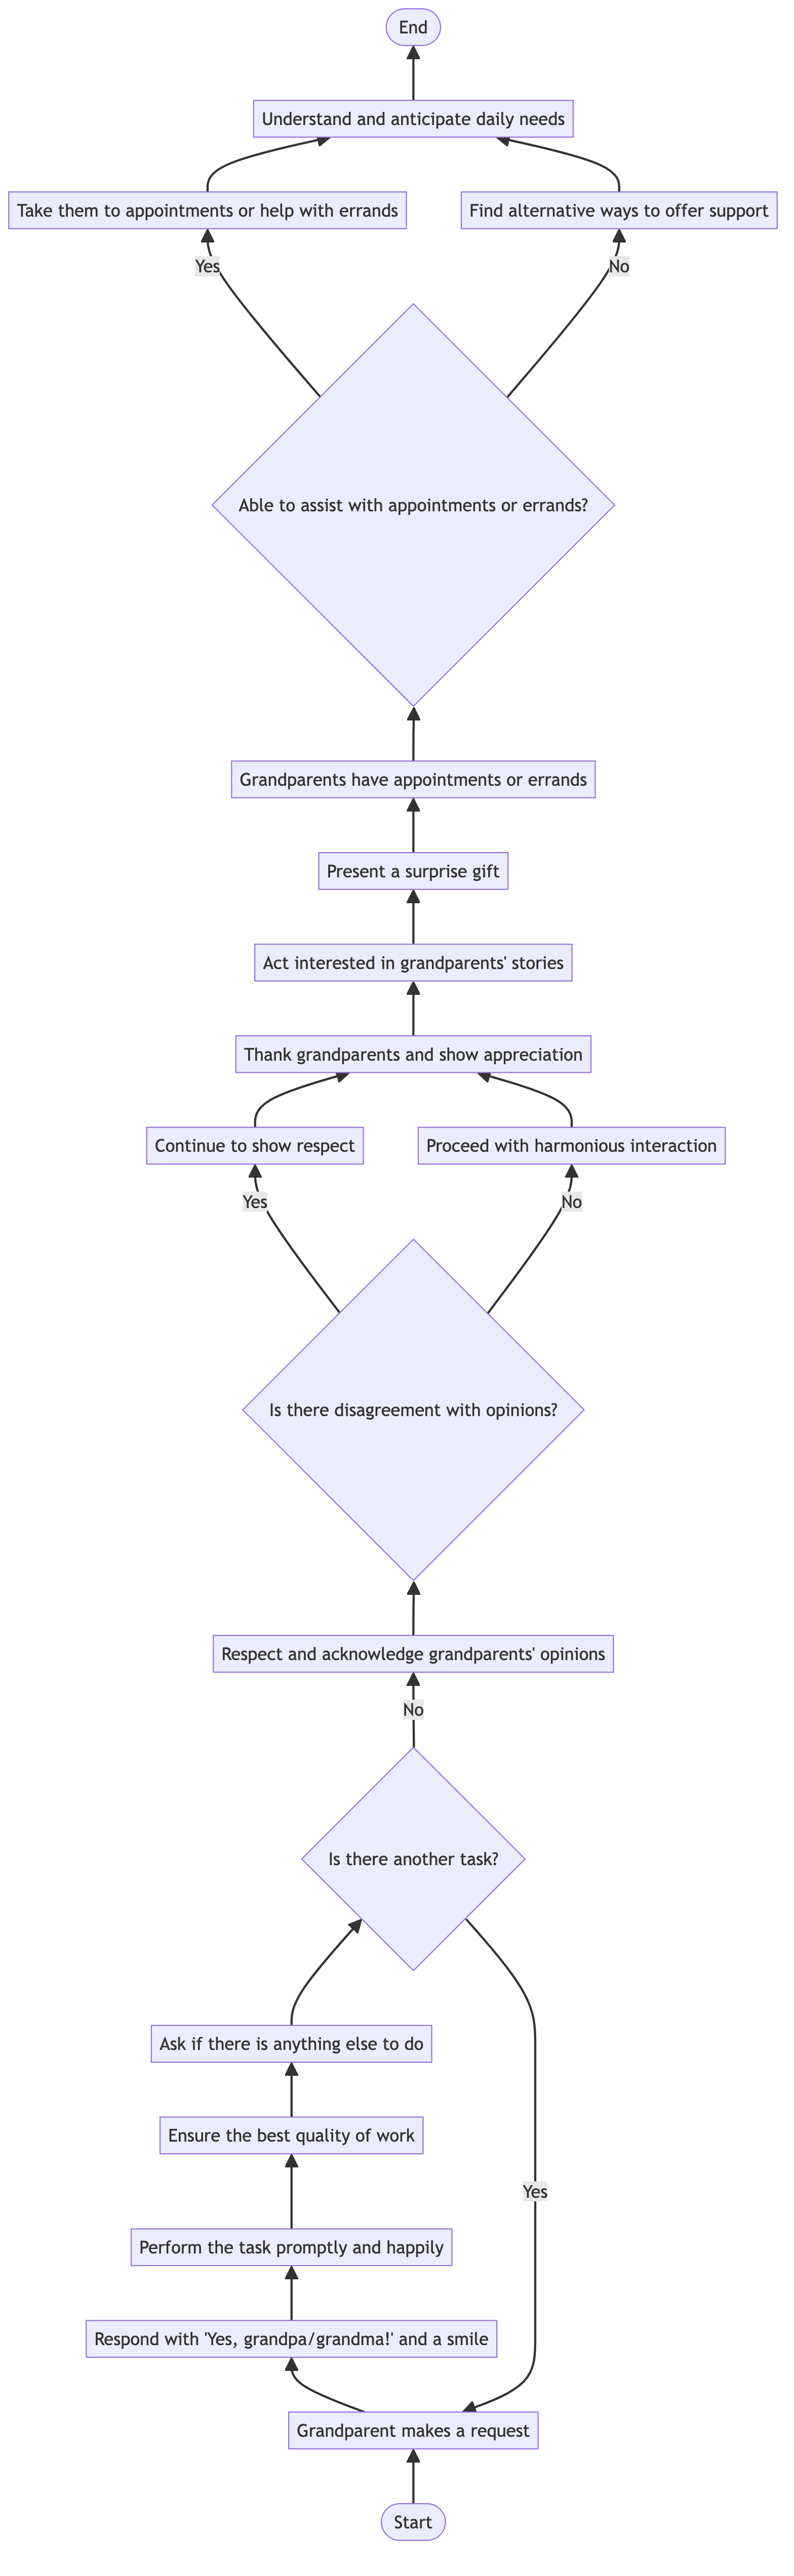 End
Understand and anticipate daily needs
Take them to appointments or help with errands
Find alternative ways to offer support
Yes
No
Able to assist with appointments or errands?
Grandparents have appointments or errands
Present a surprise gift
Act interested in grandparents' stories
Thank grandparents and show appreciation
Continue to show respect
Proceed with harmonious interaction
Yes
No
Is there disagreement with opinions?
Respect and acknowledge grandparents' opinions
No
Is there another task?
Ask if there is anything else to do
Ensure the best quality of work
Yes
Perform the task promptly and happily
Respond with 'Yes, grandpa/grandma!' and a smile
Grandparent makes a request
Start